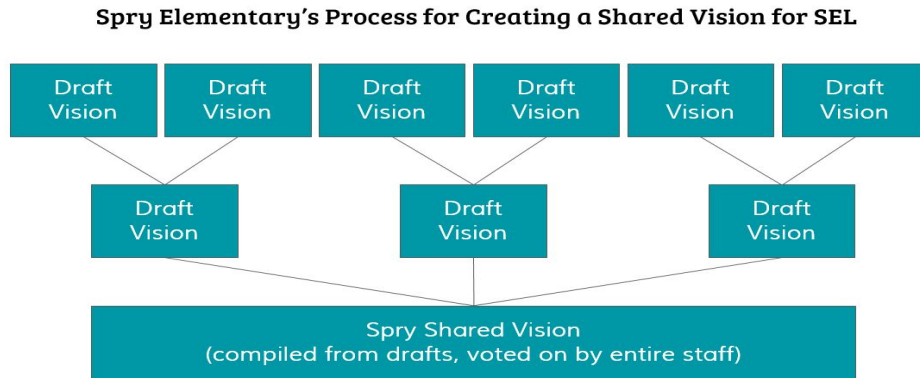 Spry Elementary's Process for Creating a Shared Vision for SEL
Draft
Vision
Draft
Vision
Draft
Vision
Draft
Vision
Draft
Vision
Draft
Vision
Draft
Vision
Draft
Vision
Draft
Vision
Spry Shared Vision
(compiled from drafts, voted on by entire staff)